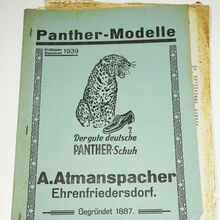 Panther-Modelle
Frühjahr
Sommer 1939
Der gute deutsche
PANTHER-Schuh
A. Atmanspacher
Ehrenfriedersdorf.
Gegründet 1887.